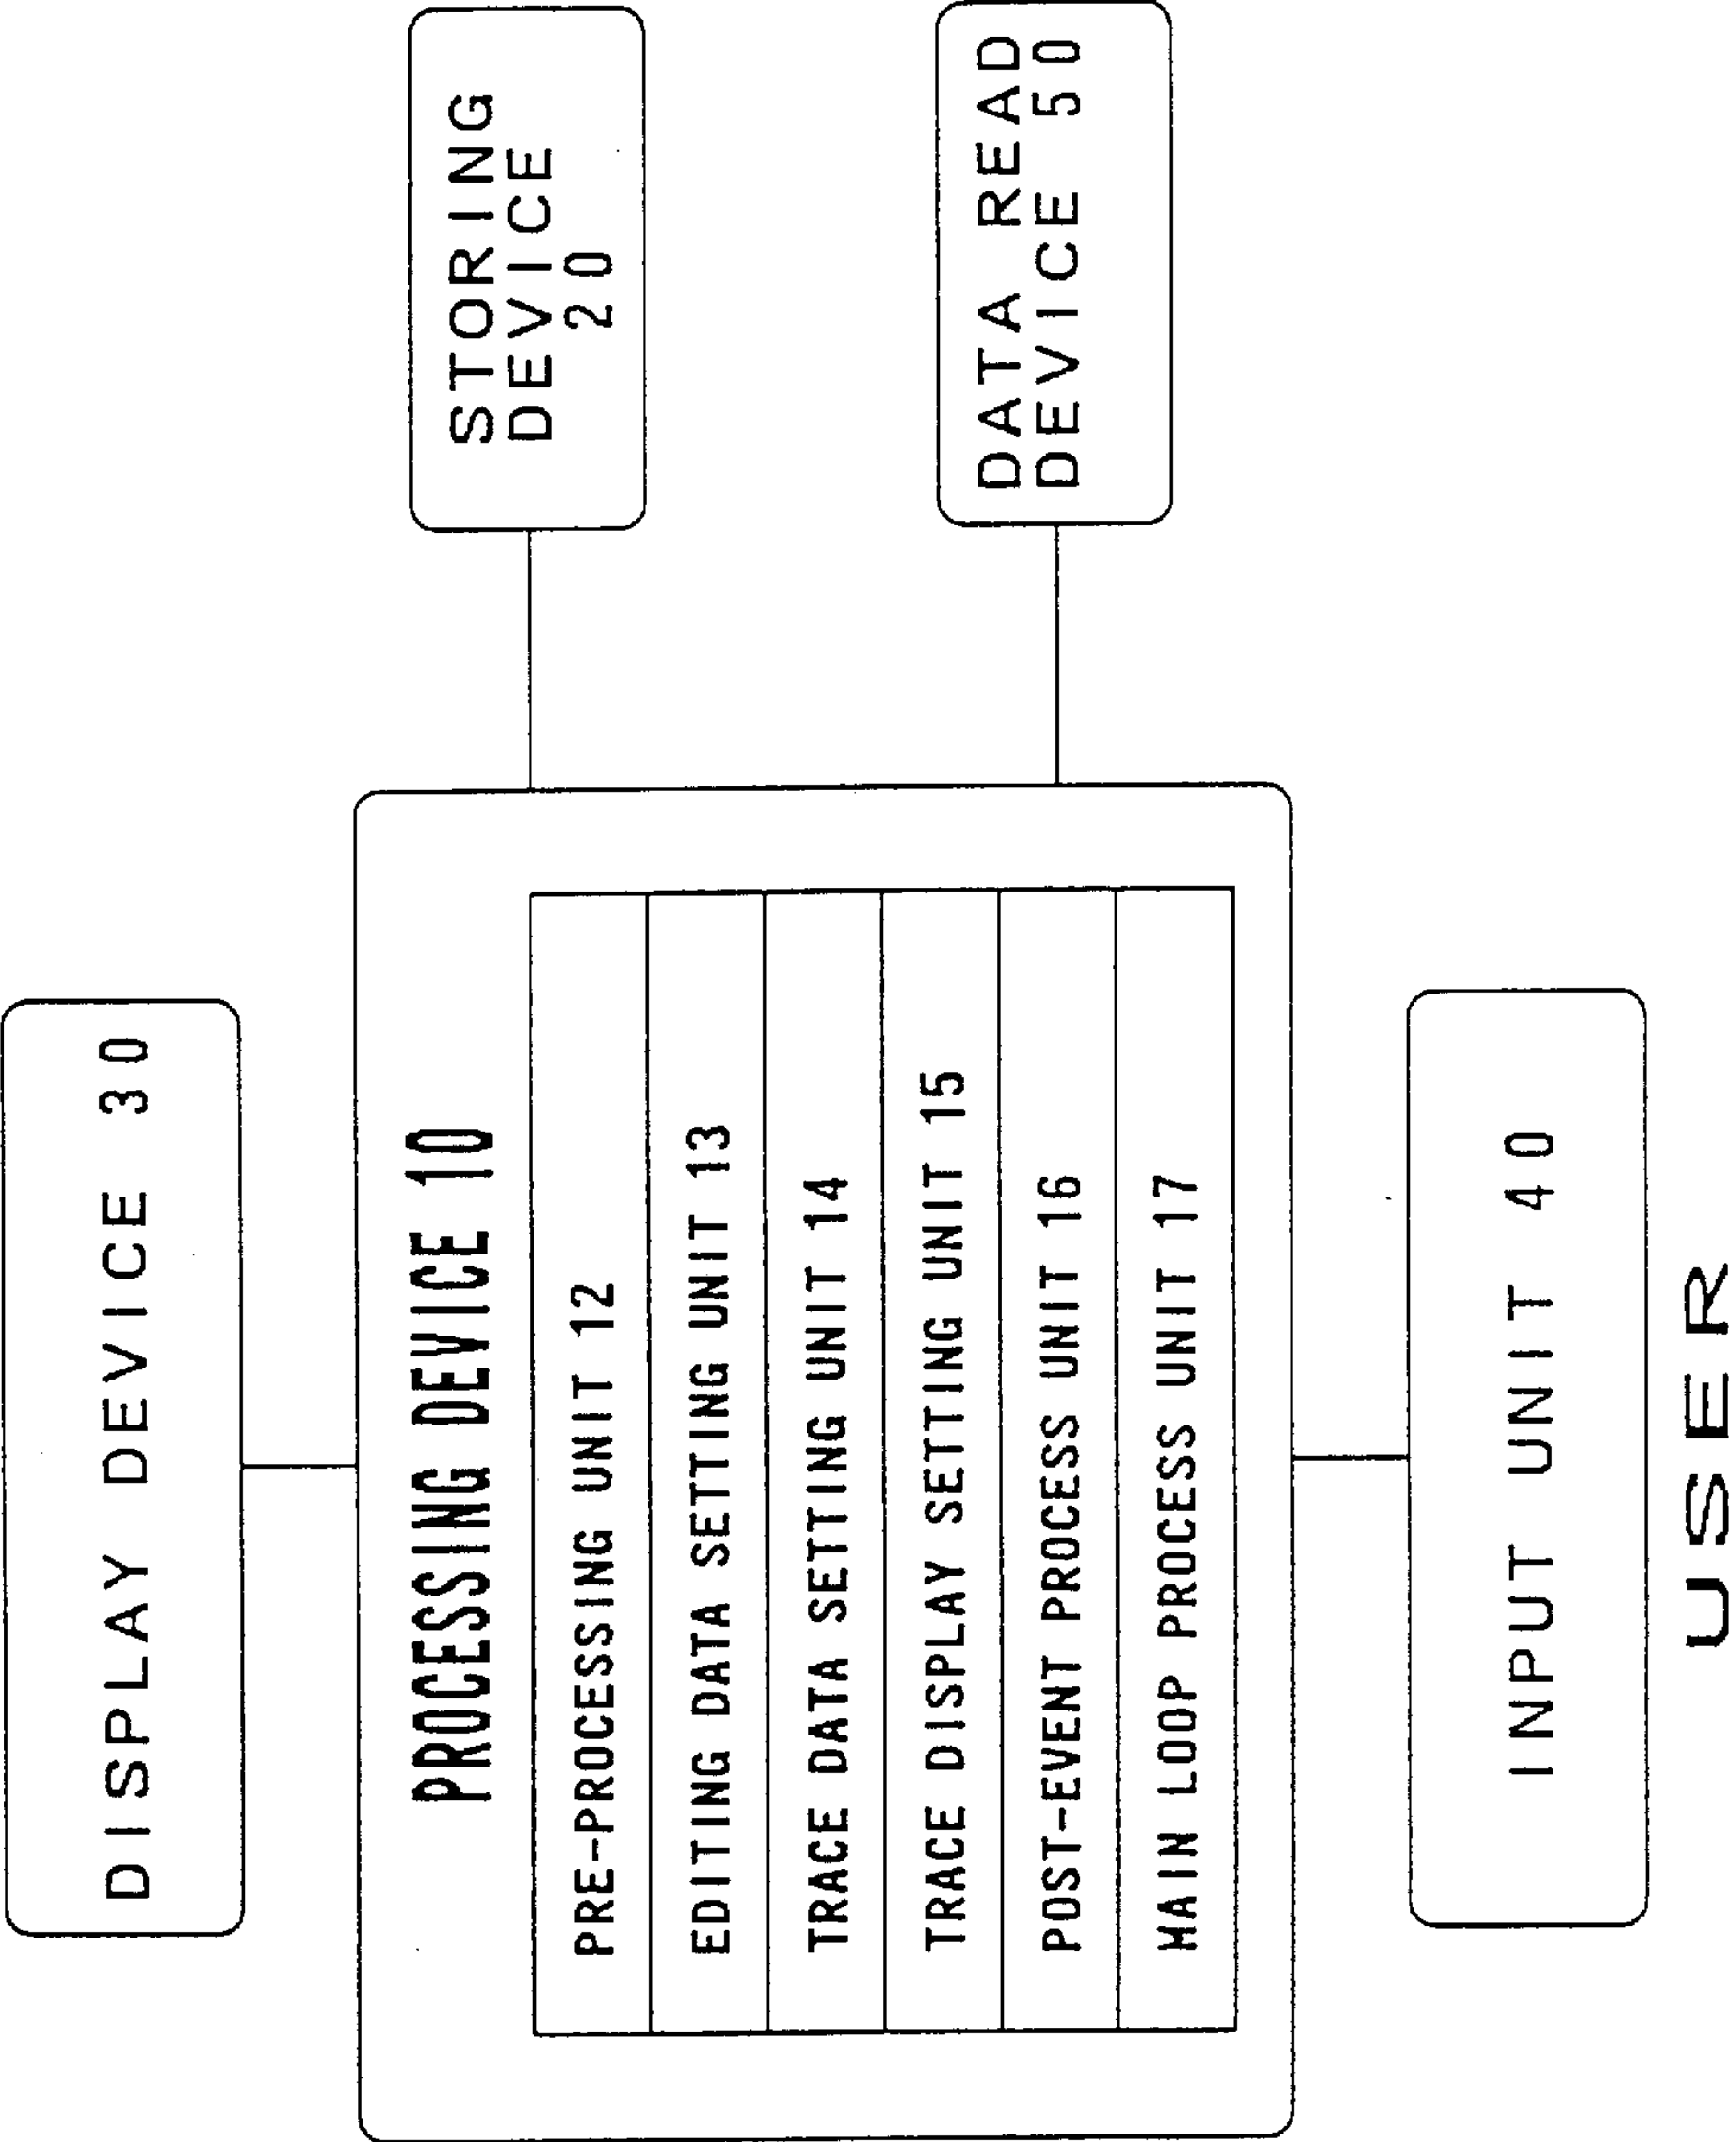 DISPLAY DEVICE 30
PROCESSING DEVICE 10
PRE-PROCESSING UNIT 12
EDITING DATA SETTING UNIT 13
TRACE DATA SETTING UNIT 14
TRACE DISPLAY SETTING UNIT 15
POST-EVENT PROCESS UNIT 16
MAIN LOOP PROCESS UNIT 17
STORING
DEVICE
20
DATA READ
DEVICE 50
INPUT UNIT 40
USER